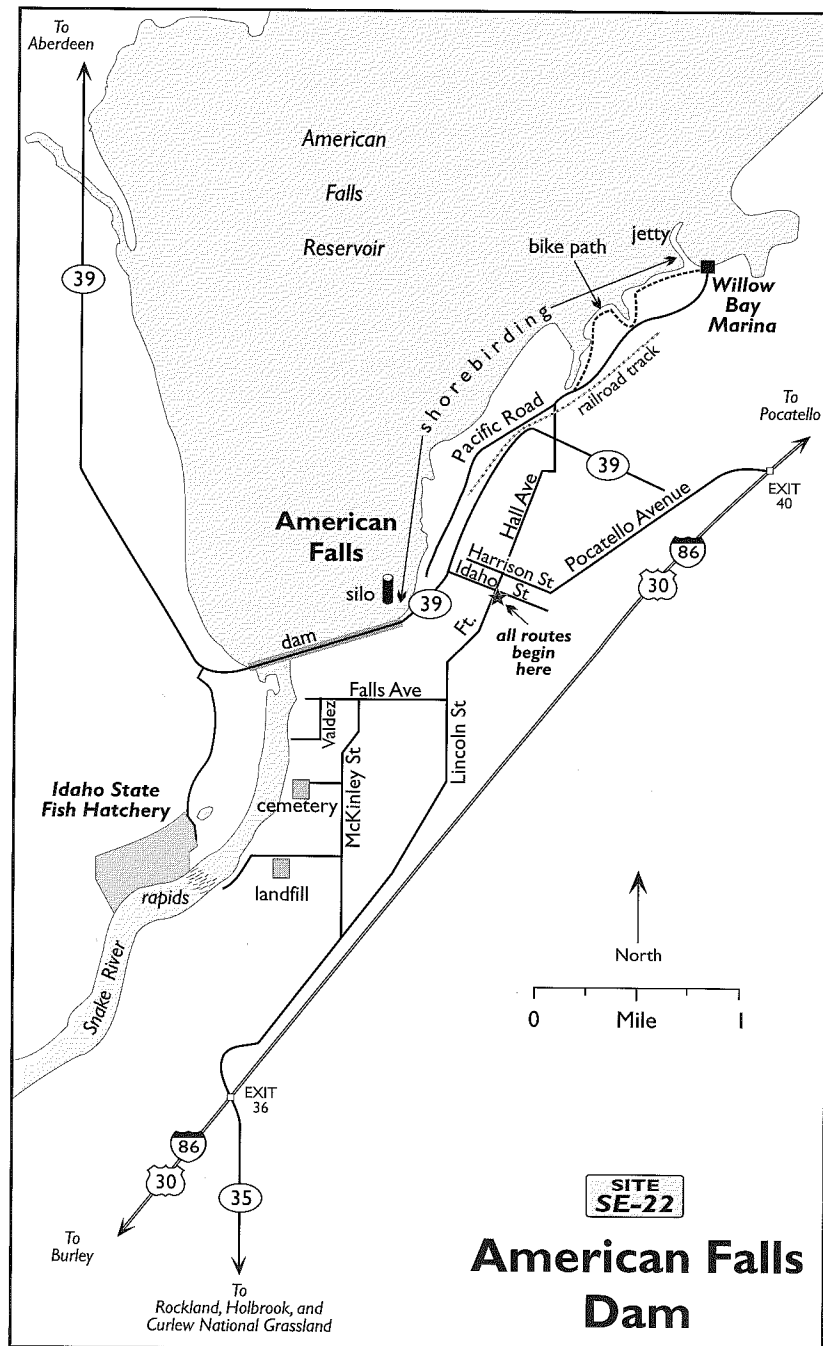 To
Aberdeen
American
Falls
Reservoir
jetty
bike path
39
Willow
Bay
Marina
shorebirding
railroad track
To
Pocatello
Pacific Road
39
EXIT
40
Hall Ave
Pocatello Avenue
86
30
American
Falls
Harrison St
Idaho St
silo
39
all routes
begin
here
dam
Ft.
Falls Ave
Valdez
Lincoln St
McKinley St
Idaho State
Fish Hatchery
cemetery
rapids
landfill
North
Snake River
0 Mile 1
EXIT
36
86
30
35
SITE
SE-22
To
Burley
American Falls
Dam
To
Rockland, Holbrook, and
Curlew National Grassland